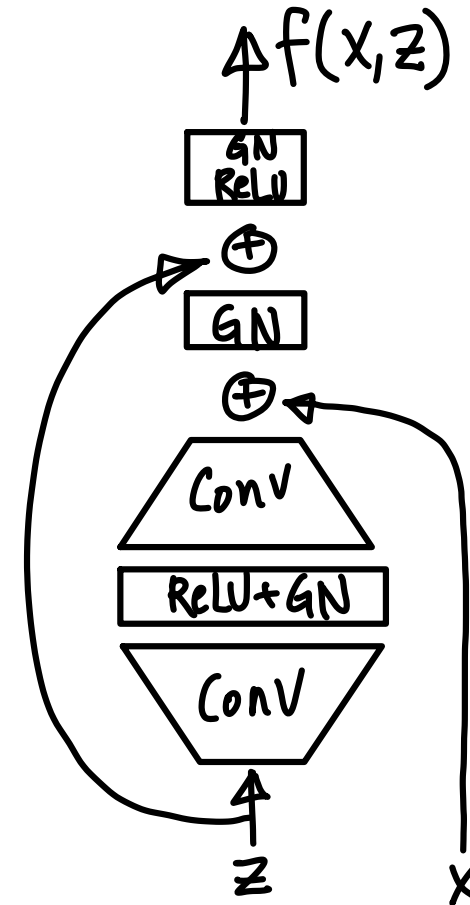 f(x,z)
GN
ReLU
+
GN
+
Conv
ReLU+GN
Conv
z
x